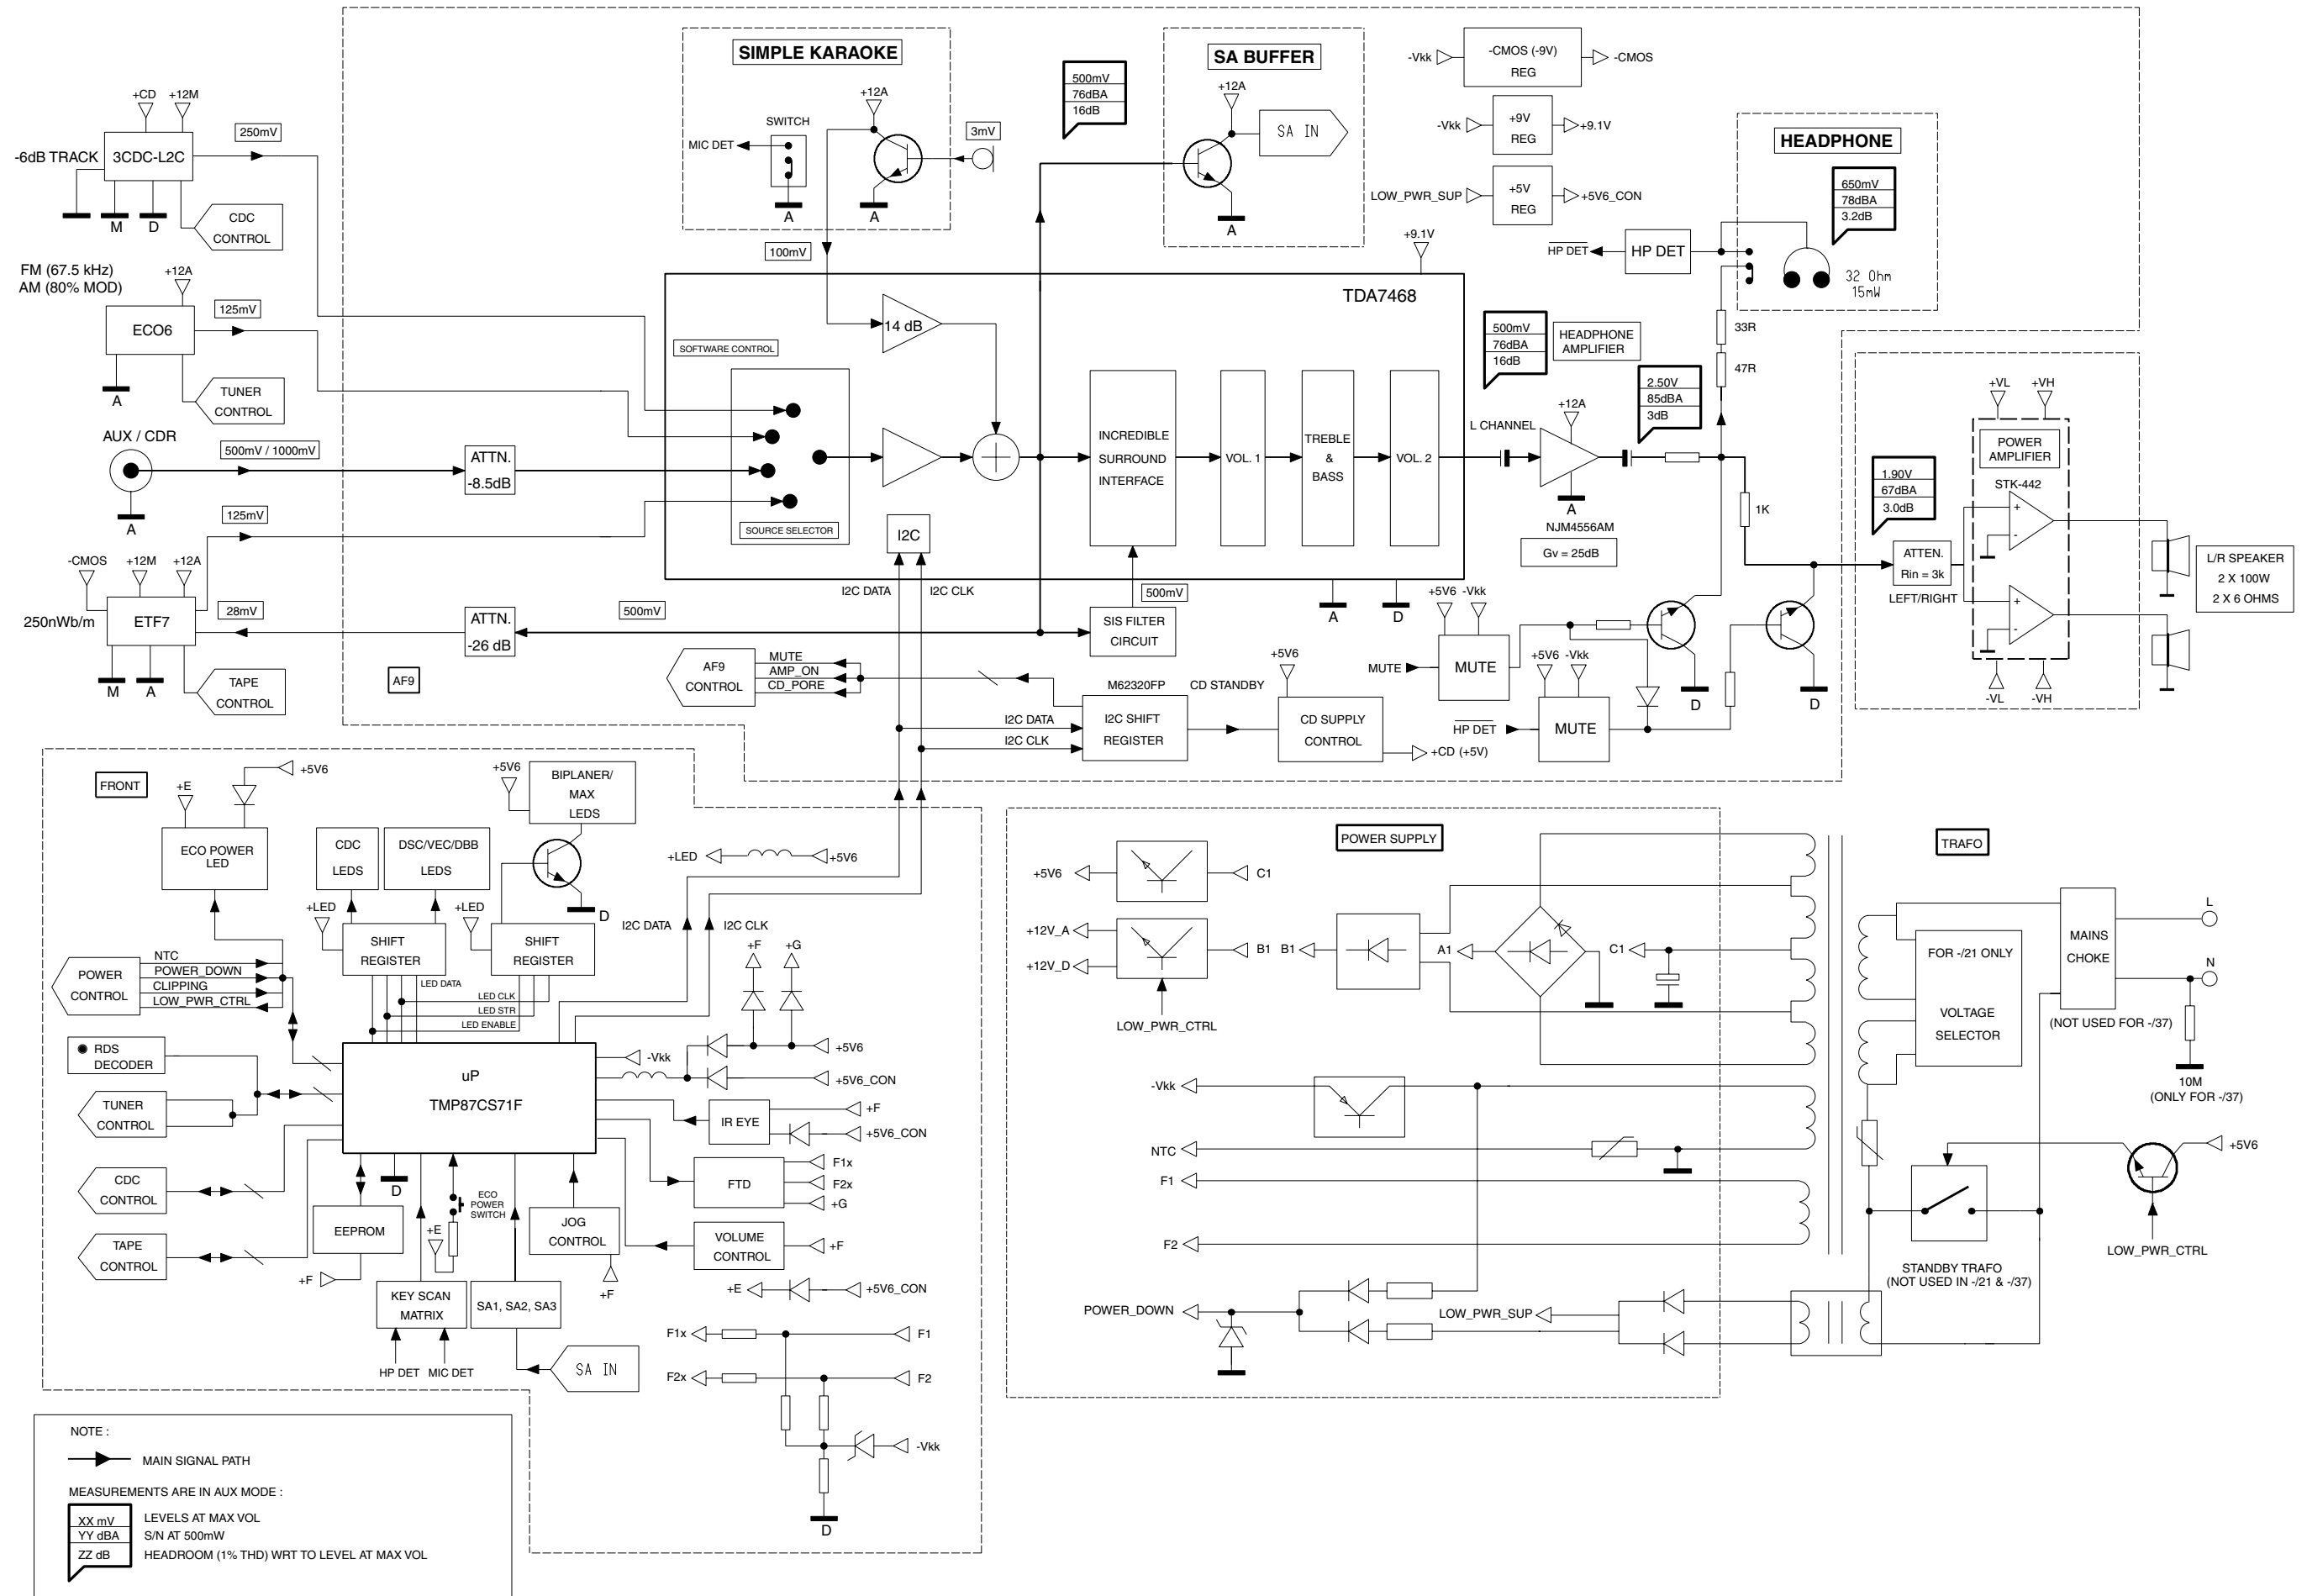 SIMPLE KARAOKE
+12A
SWITCH
MIC DET
3mV
A
A
100mV
500mV
76dBA
16dB
SA BUFFER
+12A
SA IN
A
-Vkk
-CMOS (-9V)
REG
-CMOS
-Vkk
+9V
REG
+9.1V
LOW_PWR_SUP
+5V
REG
+5V6_CON
HEADPHONE
650mV
78dBA
3.2dB
HP DET
HP DET
32 Ohm
15mW
33R
47R
+CD
+12M
250mV
-6dB TRACK
3CDC-L2C
M
D
CDC
CONTROL
FM (67.5 kHz)
AM (80% MOD)
+12A
125mV
ECO6
A
TUNER
CONTROL
AUX / CDR
500mV / 1000mV
A
ATTN.
-8.5dB
125mV
-CMOS
+12M
+12A
28mV
250nWb/m
ETF7
M
A
TAPE
CONTROL
ATTN.
-26 dB
500mV
AF9
+9.1V
TDA7468
14 dB
SOFTWARE CONTROL
SOURCE SELECTOR
I2C
INCREDIBLE
SURROUND
INTERFACE
VOL. 1
TREBLE
&
BASS
VOL. 2
I2C DATA
I2C CLK
500mV
SIS FILTER
CIRCUIT
A
D
500mV
76dBA
16dB
HEADPHONE
AMPLIFIER
L CHANNEL
+12A
A
NJM4556AM
Gv = 25dB
2.50V
85dBA
3dB
1K
1.90V
67dBA
3.0dB
ATTEN.
Rin = 3k
LEFT/RIGHT
+VL
+VH
POWER
AMPLIFIER
STK-442
+
-
+
-
-VL
-VH
L/R SPEAKER
2 X 100W
2 X 6 OHMS
AF9
CONTROL
MUTE
AMP_ON
CD_PORE
M62320FP
I2C DATA
I2C CLK
I2C SHIFT
REGISTER
CD STANDBY
+5V6
CD SUPPLY
CONTROL
+CD (+5V)
+5V6
-Vkk
MUTE
MUTE
+5V6
-Vkk
HP DET
MUTE
D
D
FRONT
+E
+5V6
ECO POWER
LED
CDC
LEDS
DSC/VEC/DBB
LEDS
+5V6
BIPLANER/
MAX
LEDS
D
+LED
+LED
SHIFT
REGISTER
SHIFT
REGISTER
+LED
+5V6
I2C DATA
I2C CLK
POWER
CONTROL
NTC
POWER_DOWN
CLIPPING
LOW_PWR_CTRL
LED DATA
LED CLK
LED STR
LED ENABLE
+F
+G
RDS
DECODER
TUNER
CONTROL
CDC
CONTROL
TAPE
CONTROL
uP
TMP87CS71F
-Vkk
+5V6
+5V6_CON
IR EYE
+F
+5V6_CON
FTD
F1x
F2x
+G
VOLUME
CONTROL
+F
+E
+5V6_CON
D
EEPROM
+F
+E
ECO
POWER
SWITCH
JOG
CONTROL
+F
KEY SCAN
MATRIX
HP DET
MIC DET
SA1, SA2, SA3
SA IN
F1x
F1
F2x
F2
-Vkk
D
POWER SUPPLY
+5V6
C1
+12V_A
+12V_D
B1
LOW_PWR_CTRL
B1
A1
C1
-Vkk
NTC
F1
F2
POWER_DOWN
LOW_PWR_SUP
TRAFO
FOR -/21 ONLY
VOLTAGE
SELECTOR
MAINS
CHOKE
(NOT USED FOR -/37)
L
N
10M
(ONLY FOR -/37)
+5V6
LOW_PWR_CTRL
STANDBY TRAFO
(NOT USED IN -/21 & -/37)
NOTE :
MAIN SIGNAL PATH
MEASUREMENTS ARE IN AUX MODE :
XX mV
LEVELS AT MAX VOL
YY dBA
S/N AT 500mW
ZZ dB
HEADROOM (1% THD) WRT TO LEVEL AT MAX VOL